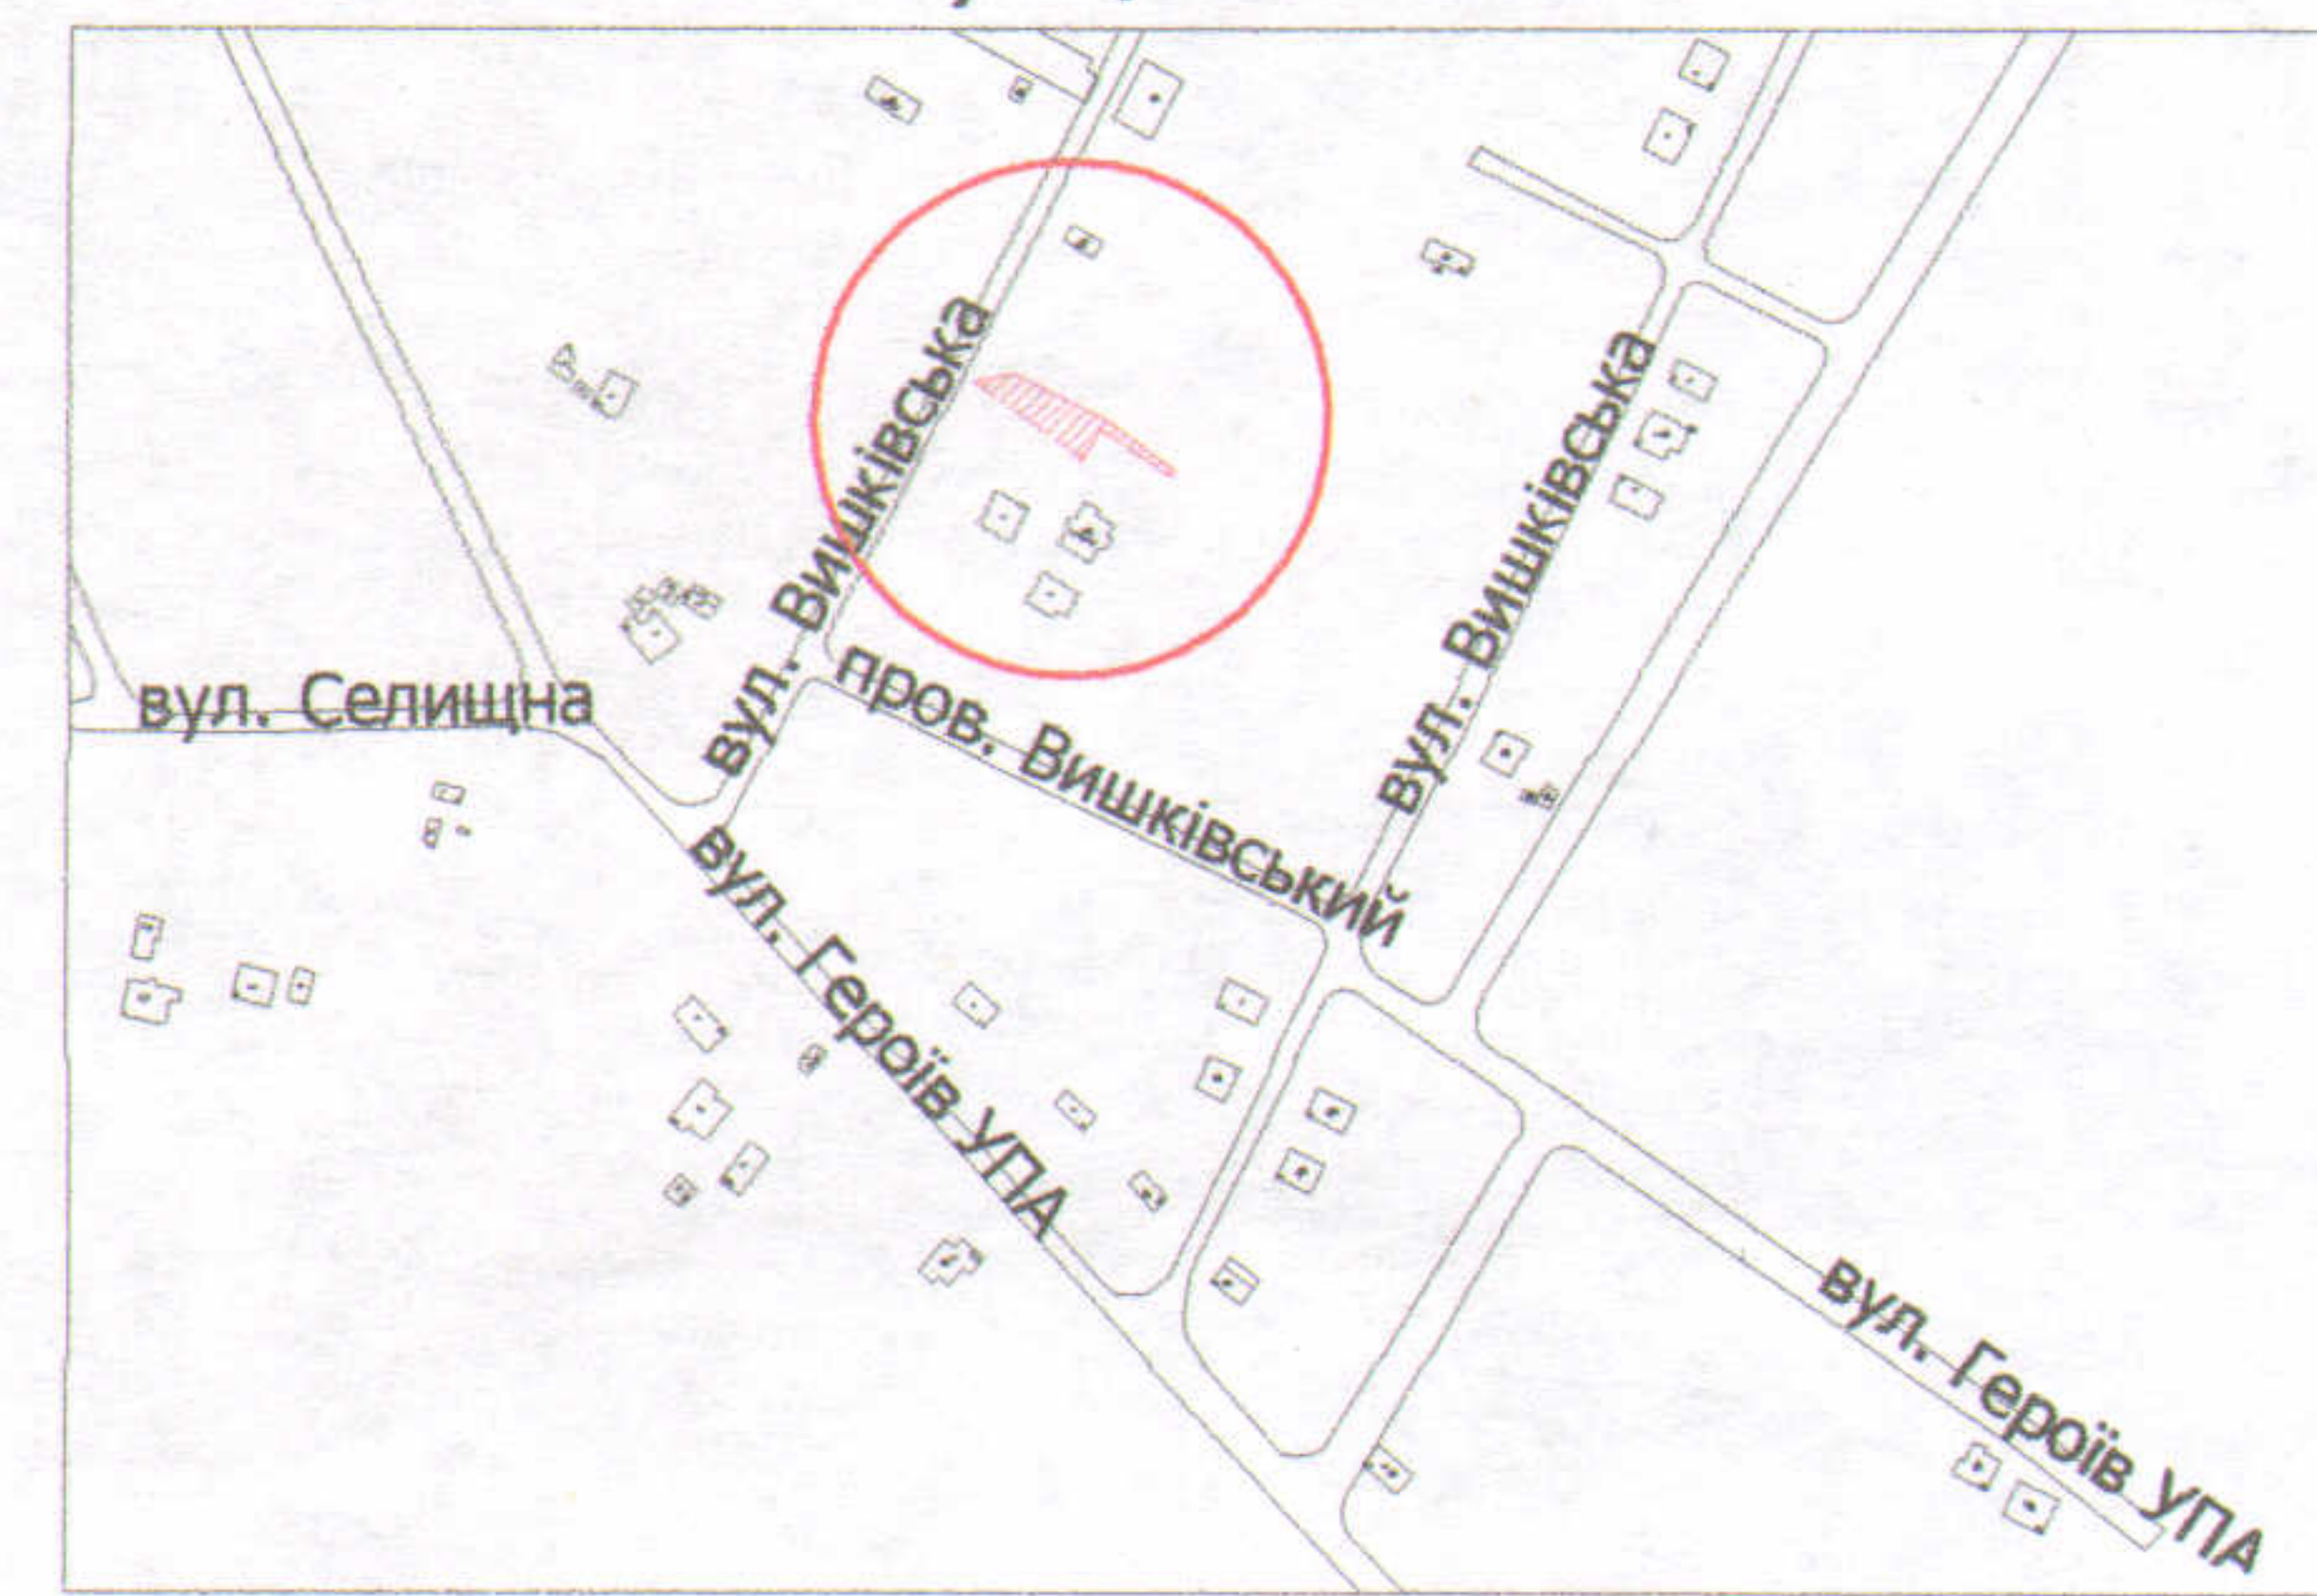 вул. Вишківська
вул. Вишківська
вул. Селищна
пров. Вишківський
вул. Героїв УПА
вул. Героїв УПА